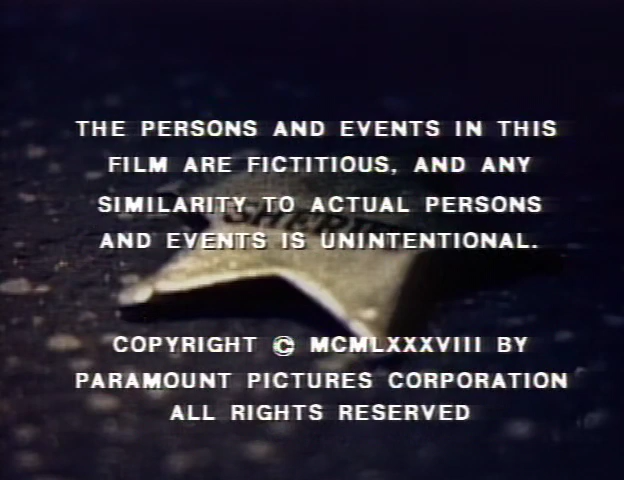 THE PERSONS AND EVENTS IN THIS
FILM ARE FICTITIOUS, AND ANY
SIMILARITY TO ACTUAL PERSONS
SHERIFF
AND EVENTS IS UNINTENTIONAL.
COPYRIGHT © MCMLXXXVIII BY
PARAMOUNT PICTURES CORPORATION
ALL RIGHTS RESERVED